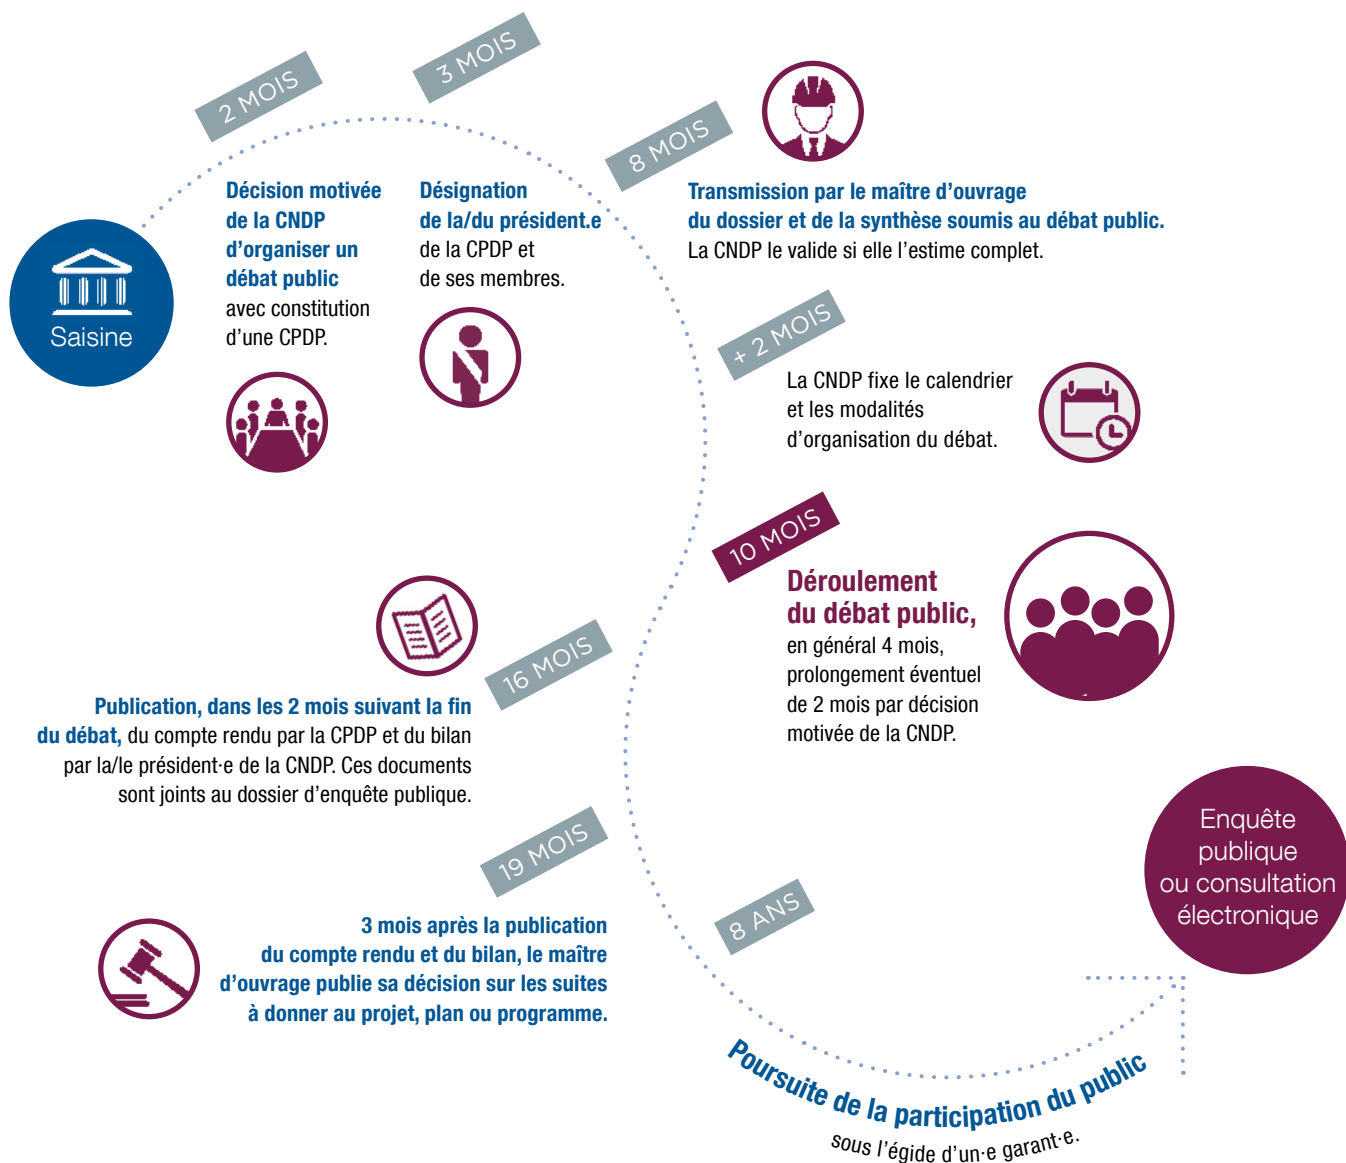 Saisine
2 MOIS
Décision motivée
de la CNDP
d'organiser un
débat public
avec constitution
d'une CPDP.
3 MOIS
Désignation
de la/du président.e
de la CPDP et
de ses membres.
8 MOIS
Transmission par le maître d'ouvrage
du dossier et de la synthèse soumis au débat public.
La CNDP le valide si elle l'estime complet.
+ 2 MOIS
La CNDP fixe le calendrier
et les modalités
d'organisation du débat.
10 MOIS
Déroulement
du débat public,
en général 4 mois,
prolongement éventuel
de 2 mois par décision
motivée de la CNDP.
16 MOIS
Publication, dans les 2 mois suivant la fin
du débat, du compte rendu par la CPDP et du bilan
par la/le président·e de la CNDP. Ces documents
sont joints au dossier d'enquête publique.
19 MOIS
3 mois après la publication
du compte rendu et du bilan, le maître
d'ouvrage publie sa décision sur les suites
à donner au projet, plan ou programme.
8 ANS
Poursuite de la participation du public
sous l'égide d'un·e garant·e.
Enquête
publique
ou consultation
électronique